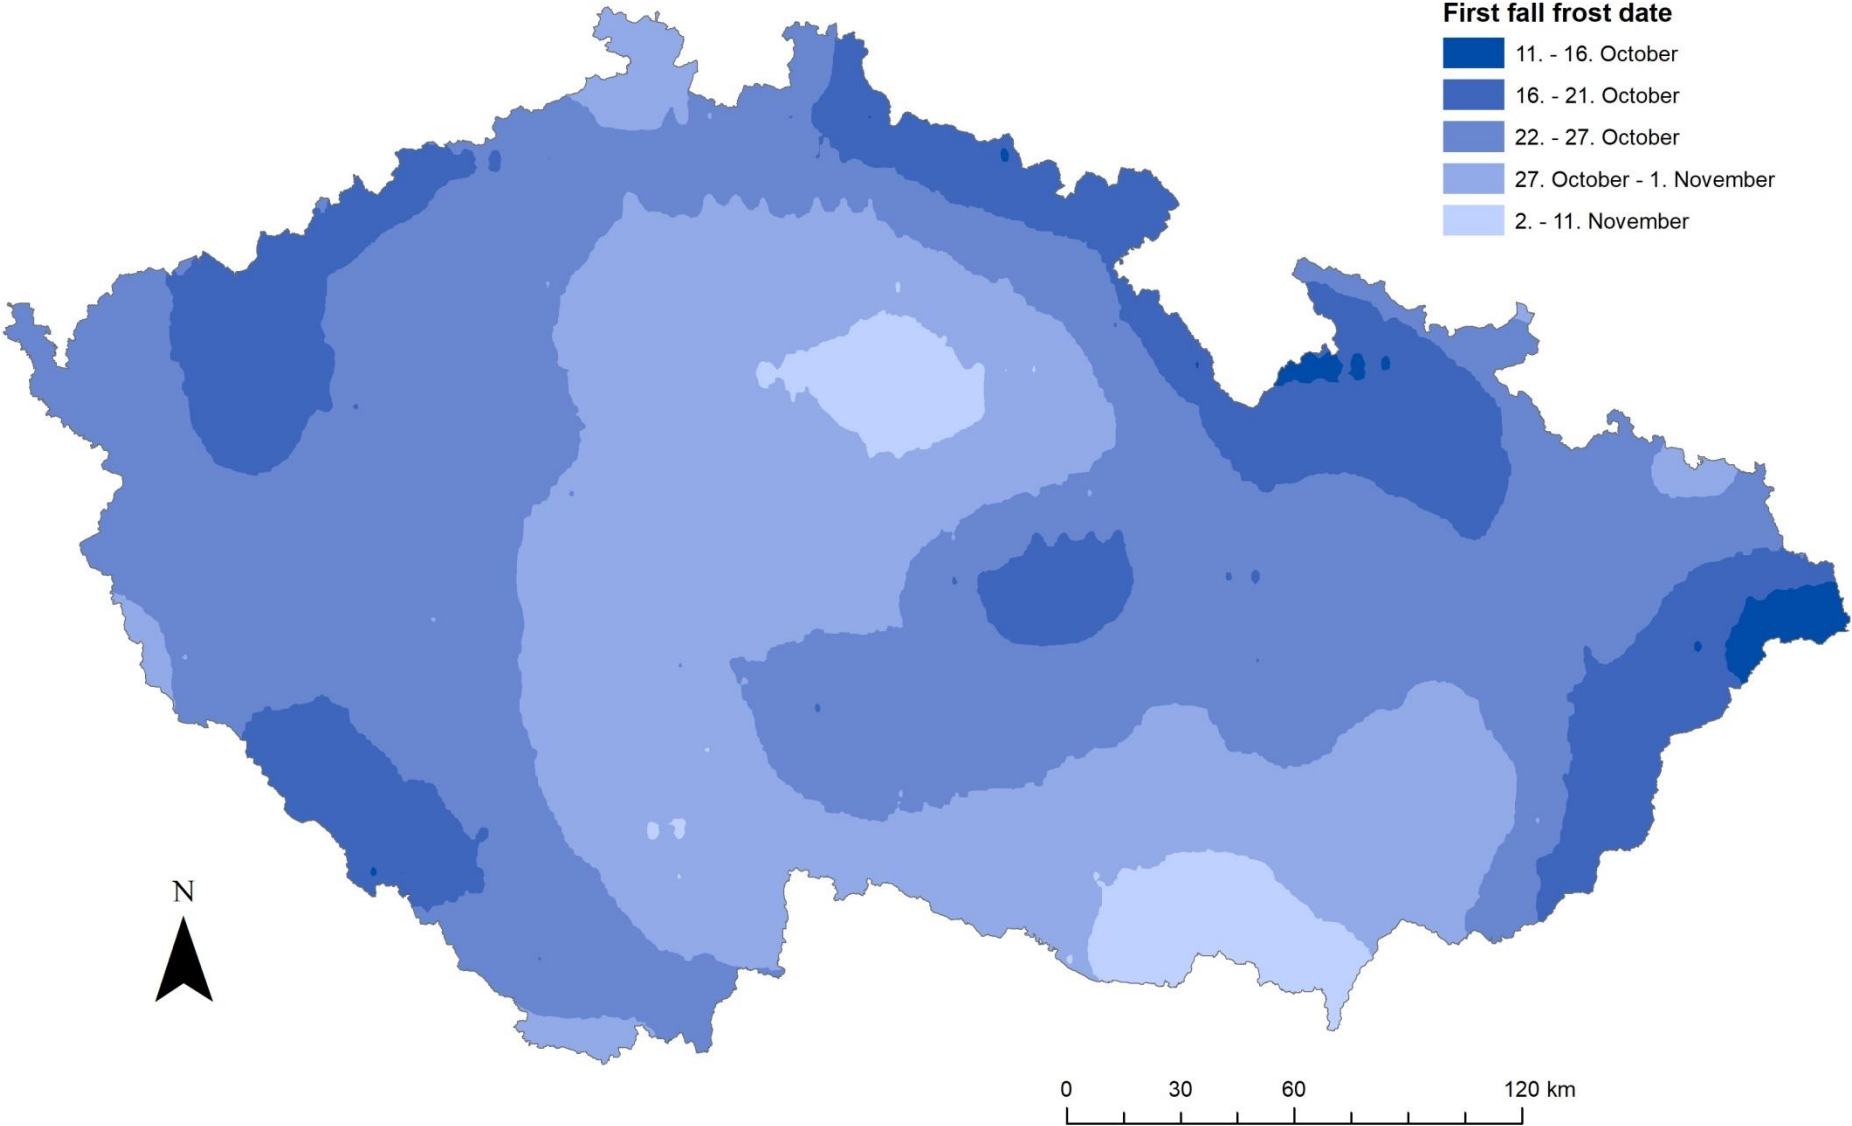 First fall frost date
11. - 16. October
16. - 21. October
22. - 27. October
27. October - 1. November
2. - 11. November
N
0 30 60 120 km